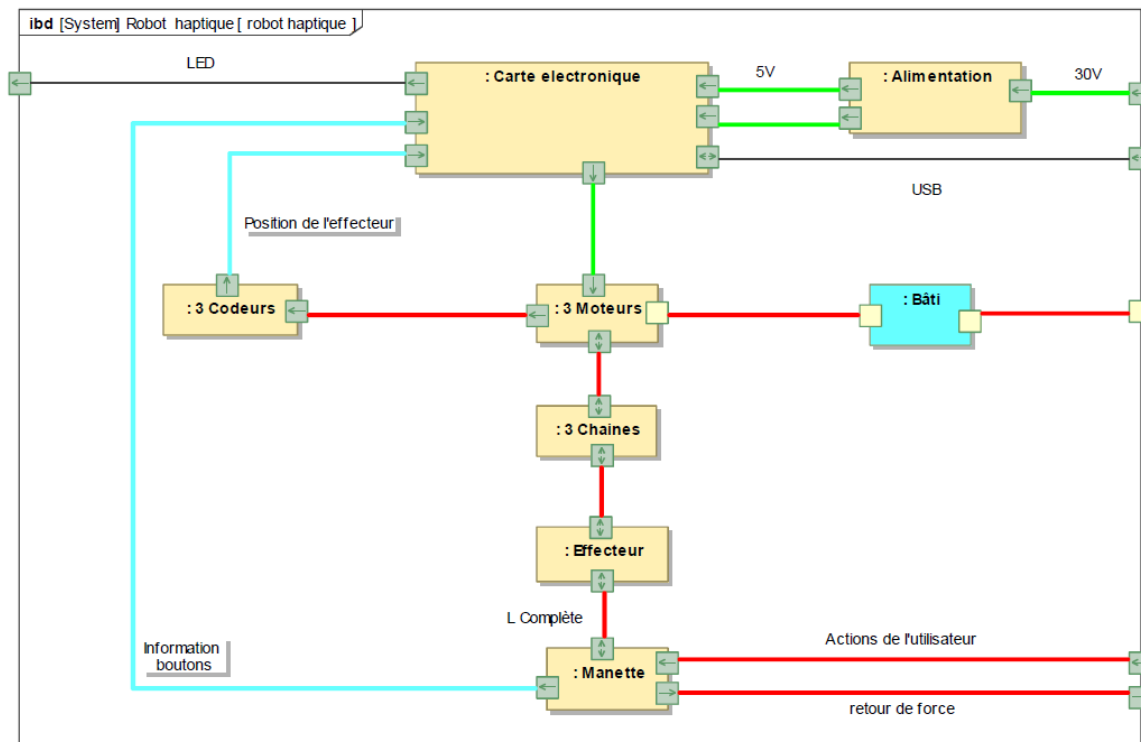 ibd [System] Robot haptique [ robot haptique ]
LED
: Carte electronique
5V
: Alimentation
30V
USB
Position de l'effecteur
: 3 Codeurs
: 3 Moteurs
: Bâti
: 3 Chaines
: Effecteur
L Complète
Information
boutons
: Manette
Actions de l'utilisateur
retour de force